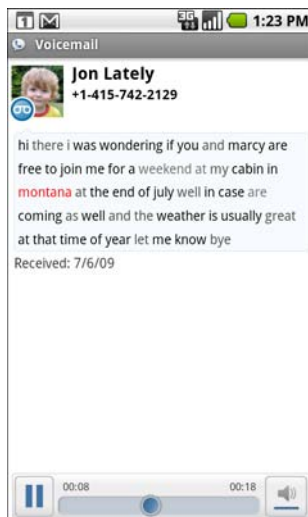 1
3G
1:23 PM
Voicemail
Jon Lately
+1-415-742-2129
hi there i was wondering if you and marcy are
free to join me for a weekend at my cabin in
montana at the end of july well in case are
coming as well and the weather is usually great
at that time of year let me know bye
Received: 7/6/09
00:08
00:18